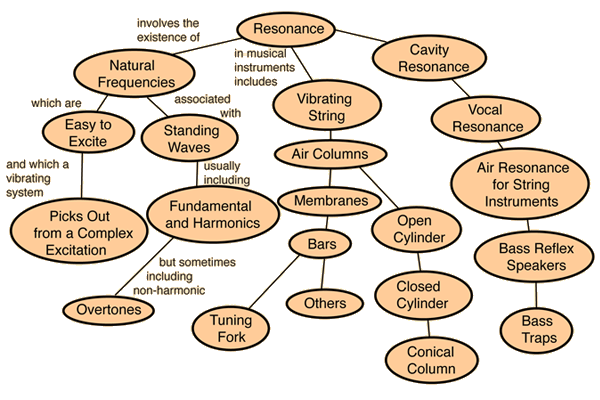 Resonance
involves the
existence of
in musical
instruments
includes
Cavity
Resonance
Natural
Frequencies
which are
associated
with
Vibrating
String
Vocal
Resonance
Easy to
Excite
Standing
Waves
Air Columns
and which a
vibrating
system
usually
including
Air Resonance
for String
Instruments
Picks Out
from a Complex
Excitation
Fundamental
and Harmonics
Membranes
Open
Cylinder
Bars
Bass Reflex
Speakers
but sometimes
including
non-harmonic
Overtones
Others
Closed
Cylinder
Tuning
Fork
Bass
Traps
Conical
Column